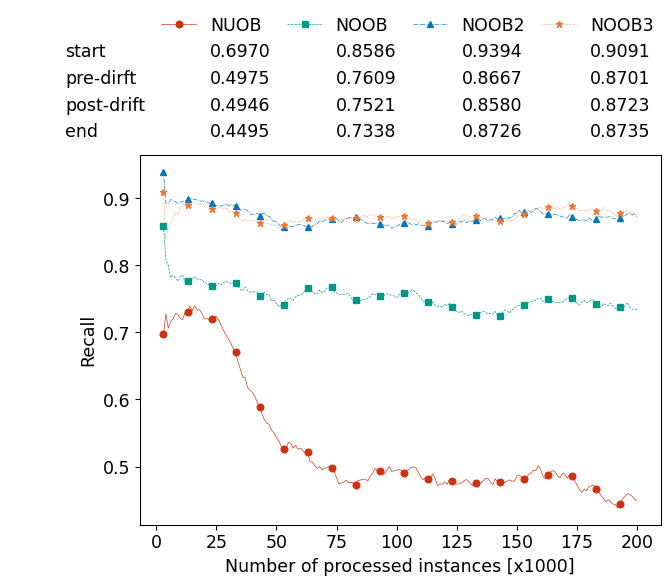 NUOB NOOB NOOB2 NOOB3
start 0.6970 0.8586 0.9394 0.9091
pre-dirft 0.4975 0.7609 0.8667 0.8701
post-drift 0.4946 0.7521 0.8580 0.8723
end 0.4495 0.7338 0.8726 0.8735
0.9
0.8
0.7
0.6
0.5
Recall
0 25 50 75 100 125 150 175 200
Number of processed instances [x1000]